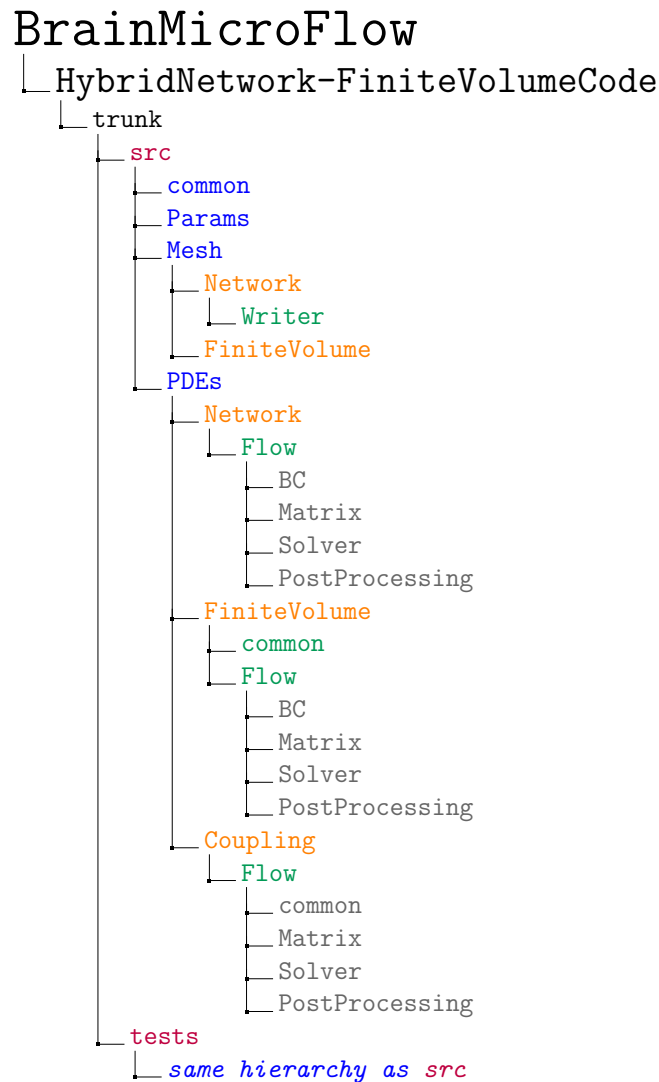 BrainMicroFlow
HybridNetwork-FiniteVolumeCode
trunk
src
common
Params
Mesh
Network
Writer
FiniteVolume
PDEs
Network
Flow
BC
Matrix
Solver
PostProcessing
FiniteVolume
common
Flow
BC
Matrix
Solver
PostProcessing
Coupling
Flow
common
Matrix
Solver
PostProcessing
tests
same hierarchy as src